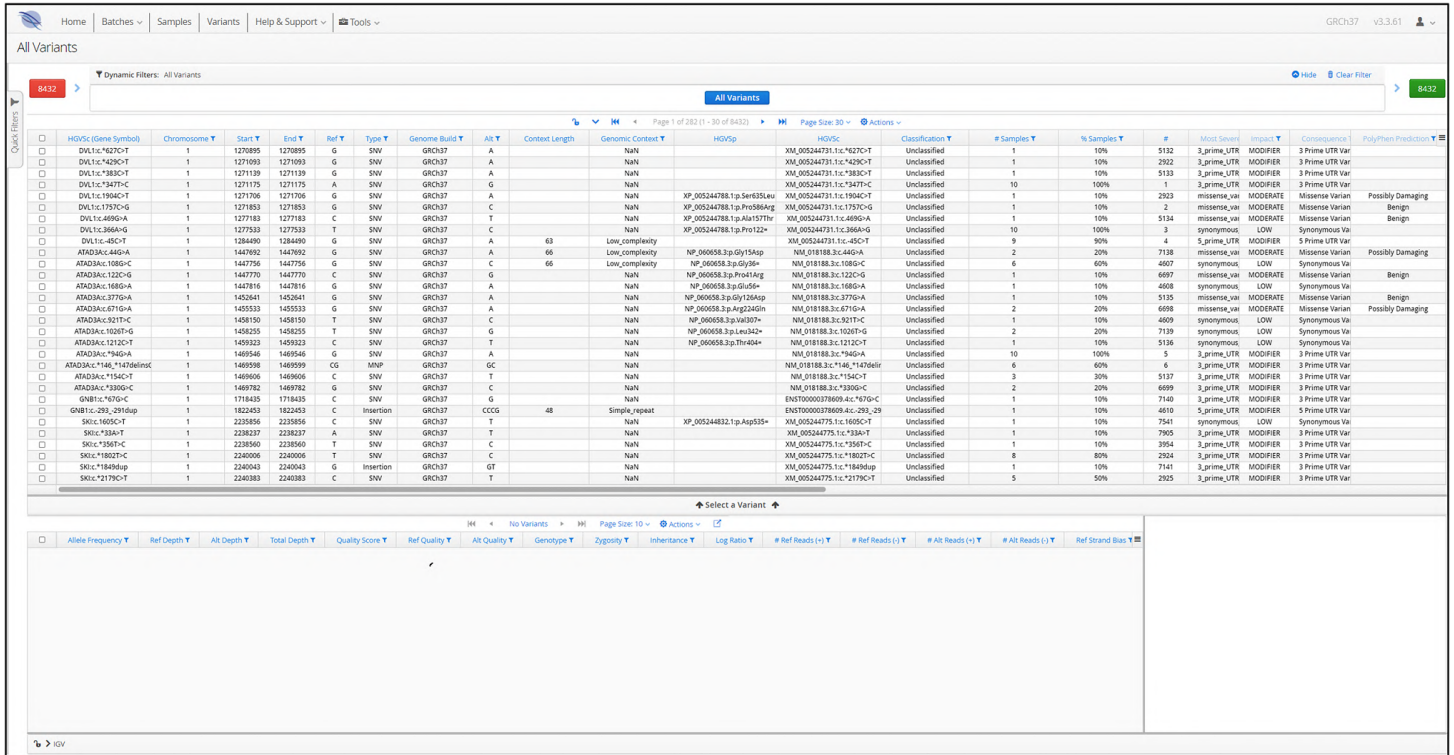 Home Batches Samples Variants Help & Support Tools GRCh37 v3.3.61
All Variants
Quick Filters
Dynamic Filters: All Variants Hide Clear Filter
8432 All Variants 8432
Page 1 of 282 (1 - 30 of 8432) Page Size: 30 Actions
HGVSc (Gene Symbol) Chromosome Start End Ref Type Genome Build Alt Context Length Genomic Context HGVSp HGVSc Classification # Samples % Samples # Most Severe Impact Consequence PolyPhen Prediction
DVL1:c.*627C>T 1 1270895 1270895 G SNV GRCh37 A NaN XM_005244731.1:c.*627C>T Unclassified 1 10% 5132 3_prime_UTR MODIFIER 3 Prime UTR Var
DVL1:c.*429C>T 1 1271093 1271093 G SNV GRCh37 A NaN XM_005244731.1:c.*429C>T Unclassified 1 10% 2922 3_prime_UTR MODIFIER 3 Prime UTR Var
DVL1:c.*383C>T 1 1271139 1271139 G SNV GRCh37 A NaN XM_005244731.1:c.*383C>T Unclassified 1 10% 5133 3_prime_UTR MODIFIER 3 Prime UTR Var
DVL1:c.*347T>C 1 1271175 1271175 A SNV GRCh37 G NaN XM_005244731.1:c.*347T>C Unclassified 10 100% 1 3_prime_UTR MODIFIER 3 Prime UTR Var
DVL1:c.1904C>T 1 1271706 1271706 G SNV GRCh37 A NaN XP_005244788.1:p.Ser635Leu XM_005244731.1:c.1904C>T Unclassified 1 10% 2923 missense_var MODERATE Missense Varian Possibly Damaging
DVL1:c.1757C>G 1 1271853 1271853 G SNV GRCh37 C NaN XP_005244788.1:p.Pro586Arg XM_005244731.1:c.1757C>G Unclassified 1 10% 2 missense_var MODERATE Missense Varian Benign
DVL1:c.469G>A 1 1277183 1277183 C SNV GRCh37 T NaN XP_005244788.1:p.Ala157Thr XM_005244731.1:c.469G>A Unclassified 1 10% 5134 missense_var MODERATE Missense Varian Benign
DVL1:c.366A>G 1 1277533 1277533 T SNV GRCh37 C NaN XP_005244788.1:p.Pro122= XM_005244731.1:c.366A>G Unclassified 10 100% 3 synonymous_ LOW Synonymous Va
DVL1:c.-45C>T 1 1284490 1284490 G SNV GRCh37 A 63 Low_complexity XM_005244731.1:c.-45C>T Unclassified 9 90% 4 5_prime_UTR MODIFIER 5 Prime UTR Var
ATAD3A:c.44G>A 1 1447692 1447692 G SNV GRCh37 A 66 Low_complexity NP_060658.3:p.Gly15Asp NM_018188.3:c.44G>A Unclassified 2 20% 7138 missense_var MODERATE Missense Varian Possibly Damaging
ATAD3A:c.108G>C 1 1447756 1447756 G SNV GRCh37 C 66 Low_complexity NP_060658.3:p.Gly36= NM_018188.3:c.108G>C Unclassified 6 60% 4607 synonymous_ LOW Synonymous Va
ATAD3A:c.122C>G 1 1447770 1447770 C SNV GRCh37 G NaN NP_060658.3:p.Pro41Arg NM_018188.3:c.122C>G Unclassified 1 10% 6697 missense_var MODERATE Missense Varian Benign
ATAD3A:c.168G>A 1 1447816 1447816 G SNV GRCh37 A NaN NP_060658.3:p.Glu56= NM_018188.3:c.168G>A Unclassified 1 10% 4608 synonymous_ LOW Synonymous Va
ATAD3A:c.377G>A 1 1452641 1452641 G SNV GRCh37 A NaN NP_060658.3:p.Gly126Asp NM_018188.3:c.377G>A Unclassified 1 10% 5135 missense_var MODERATE Missense Varian Benign
ATAD3A:c.671G>A 1 1455533 1455533 G SNV GRCh37 A NaN NP_060658.3:p.Arg224Gln NM_018188.3:c.671G>A Unclassified 2 20% 6698 missense_var MODERATE Missense Varian Possibly Damaging
ATAD3A:c.921T>C 1 1458150 1458150 T SNV GRCh37 C NaN NP_060658.3:p.Val307= NM_018188.3:c.921T>C Unclassified 1 10% 4609 synonymous_ LOW Synonymous Va
ATAD3A:c.1026T>G 1 1458255 1458255 T SNV GRCh37 G NaN NP_060658.3:p.Leu342= NM_018188.3:c.1026T>G Unclassified 2 20% 7139 synonymous_ LOW Synonymous Va
ATAD3A:c.1212C>T 1 1459323 1459323 C SNV GRCh37 T NaN NP_060658.3:p.Thr404= NM_018188.3:c.1212C>T Unclassified 1 10% 5136 synonymous_ LOW Synonymous Va
ATAD3A:c.*94G>A 1 1469546 1469546 G SNV GRCh37 A NaN NM_018188.3:c.*94G>A Unclassified 10 100% 5 3_prime_UTR MODIFIER 3 Prime UTR Var
ATAD3A:c.*146_*147delinsG 1 1469598 1469599 CG MNP GRCh37 GC NaN NM_018188.3:c.*146_*147delir Unclassified 6 60% 6 3_prime_UTR MODIFIER 3 Prime UTR Var
ATAD3A:c.*154C>T 1 1469606 1469606 C SNV GRCh37 T NaN NM_018188.3:c.*154C>T Unclassified 3 30% 5137 3_prime_UTR MODIFIER 3 Prime UTR Var
ATAD3A:c.*330G>C 1 1469782 1469782 G SNV GRCh37 C NaN NM_018188.3:c.*330G>C Unclassified 2 20% 6699 3_prime_UTR MODIFIER 3 Prime UTR Var
GNB1:c.*67G>C 1 1718435 1718435 C SNV GRCh37 G NaN ENST00000378609.4:c.*67G>C Unclassified 1 10% 7140 3_prime_UTR MODIFIER 3 Prime UTR Var
GNB1:c.-293_-291dup 1 1822453 1822453 C Insertion GRCh37 CCCG 48 Simple_repeat ENST00000378609.4:c.-293_-29 Unclassified 1 10% 4610 5_prime_UTR MODIFIER 5 Prime UTR Var
SKI:c.1605C>T 1 2235856 2235856 C SNV GRCh37 T NaN XP_005244832.1:p.Asp535= XM_005244775.1:c.1605C>T Unclassified 1 10% 7541 synonymous_ LOW Synonymous Va
SKI:c.*33A>T 1 2238237 2238237 A SNV GRCh37 T NaN XM_005244775.1:c.*33A>T Unclassified 1 10% 7905 3_prime_UTR MODIFIER 3 Prime UTR Var
SKI:c.*356T>C 1 2238560 2238560 T SNV GRCh37 C NaN XM_005244775.1:c.*356T>C Unclassified 1 10% 3954 3_prime_UTR MODIFIER 3 Prime UTR Var
SKI:c.*1802T>C 1 2240006 2240006 T SNV GRCh37 C NaN XM_005244775.1:c.*1802T>C Unclassified 8 80% 2924 3_prime_UTR MODIFIER 3 Prime UTR Var
SKI:c.*1849dup 1 2240043 2240043 G Insertion GRCh37 GT NaN XM_005244775.1:c.*1849dup Unclassified 1 10% 7141 3_prime_UTR MODIFIER 3 Prime UTR Var
SKI:c.*2179C>T 1 2240383 2240383 C SNV GRCh37 T NaN XM_005244775.1:c.*2179C>T Unclassified 5 50% 2925 3_prime_UTR MODIFIER 3 Prime UTR Var
Select a Variant
No Variants Page Size: 10 Actions
Allele Frequency Ref Depth Alt Depth Total Depth Quality Score Ref Quality Alt Quality Genotype Zygosity Inheritance Log Ratio # Ref Reads (+) # Ref Reads (-) # Alt Reads (+) # Alt Reads (-) Ref Strand Bias
IGV